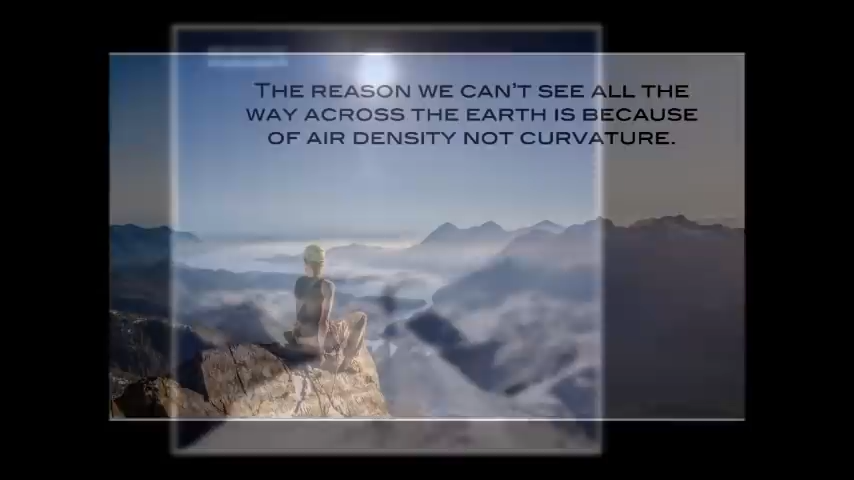 THE REASON WE CAN'T SEE ALL THE
WAY ACROSS THE EARTH IS BECAUSE
OF AIR DENSITY NOT CURVATURE.